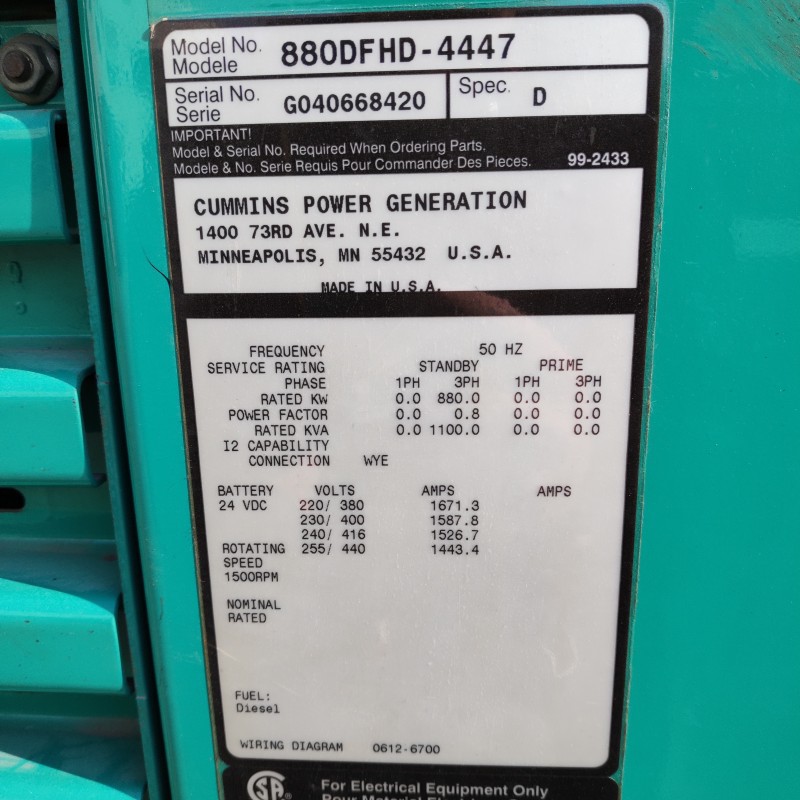 Model No. 880DFHD-4447
Modele
Serial No. G040668420 Spec. D
Serie
IMPORTANT!
Model & Serial No. Required When Ordering Parts.
Modele & No. Serie Requis Pour Commander Des Pieces. 99-2433
CUMMINS POWER GENERATION
1400 73RD AVE. N.E.
MINNEAPOLIS, MN 55432 U.S.A.
MADE IN U.S.A.
FREQUENCY 50 HZ
SERVICE RATING STANDBY PRIME
PHASE 1PH 3PH 1PH 3PH
RATED KW 0.0 880.0 0.0 0.0
POWER FACTOR 0.0 0.8 0.0 0.0
RATED KVA 0.0 1100.0 0.0 0.0
I2 CAPABILITY
CONNECTION WYE
BATTERY VOLTS AMPS AMPS
24 VDC 220/ 380 1671.3
230/ 400 1587.8
240/ 416 1526.7
ROTATING 255/ 440 1443.4
SPEED
1500RPM
NOMINAL
RATED
FUEL:
Diesel
WIRING DIAGRAM 0612-6700
For Electrical Equipment Only